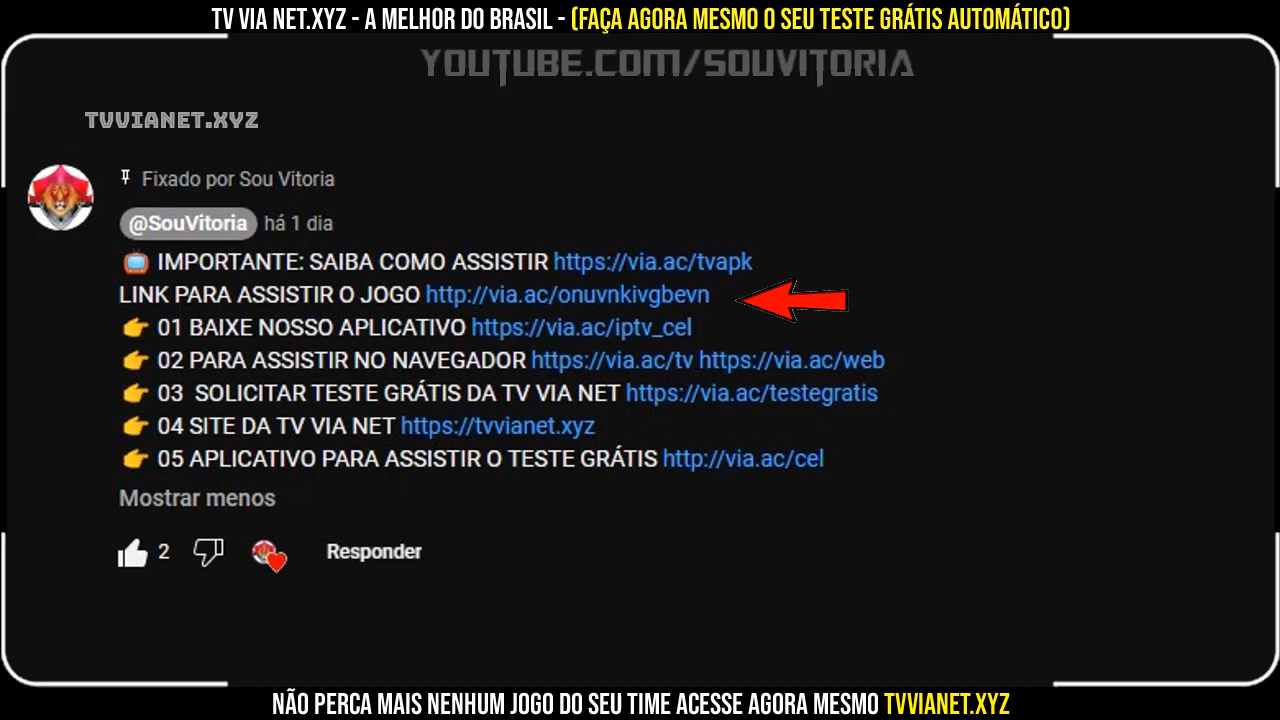 TV VIA NET.XYZ - A MELHOR DO BRASIL - (FAÇA AGORA MESMO O SEU TESTE GRÁTIS AUTOMÁTICO)
YOUTUBE.COM/SOUVITORIA
TVVIANET.XYZ
Fixado por Sou Vitoria
@SouVitoria há 1 dia
📺 IMPORTANTE: SAIBA COMO ASSISTIR https://via.ac/tvapk
LINK PARA ASSISTIR O JOGO http://via.ac/onuvnkivgbevn
👉 01 BAIXE NOSSO APLICATIVO https://via.ac/iptv_cel
👉 02 PARA ASSISTIR NO NAVEGADOR https://via.ac/tv https://via.ac/web
👉 03 SOLICITAR TESTE GRÁTIS DA TV VIA NET https://via.ac/testegratis
👉 04 SITE DA TV VIA NET https://tvvianet.xyz
👉 05 APLICATIVO PARA ASSISTIR O TESTE GRÁTIS http://via.ac/cel
Mostrar menos
2 Responder
NÃO PERCA MAIS NENHUM JOGO DO SEU TIME ACESSE AGORA MESMO TVVIANET.XYZ